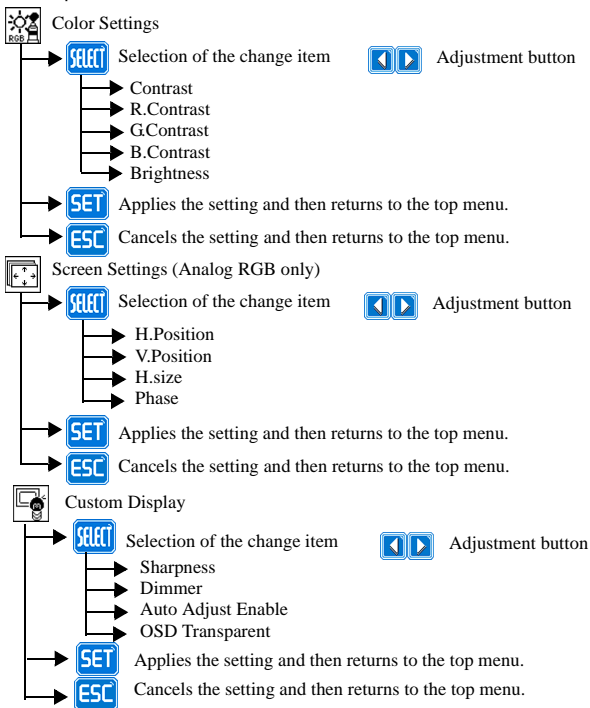 RGB Color Settings
SELECT Selection of the change item Adjustment button
Contrast
R.Contrast
G.Contrast
B.Contrast
Brightness
SET Applies the setting and then returns to the top menu.
ESC Cancels the setting and then returns to the top menu.
Screen Settings (Analog RGB only)
SELECT Selection of the change item Adjustment button
H.Position
V.Position
H.size
Phase
SET Applies the setting and then returns to the top menu.
ESC Cancels the setting and then returns to the top menu.
Custom Display
SELECT Selection of the change item Adjustment button
Sharpness
Dimmer
Auto Adjust Enable
OSD Transparent
SET Applies the setting and then returns to the top menu.
ESC Cancels the setting and then returns to the top menu.